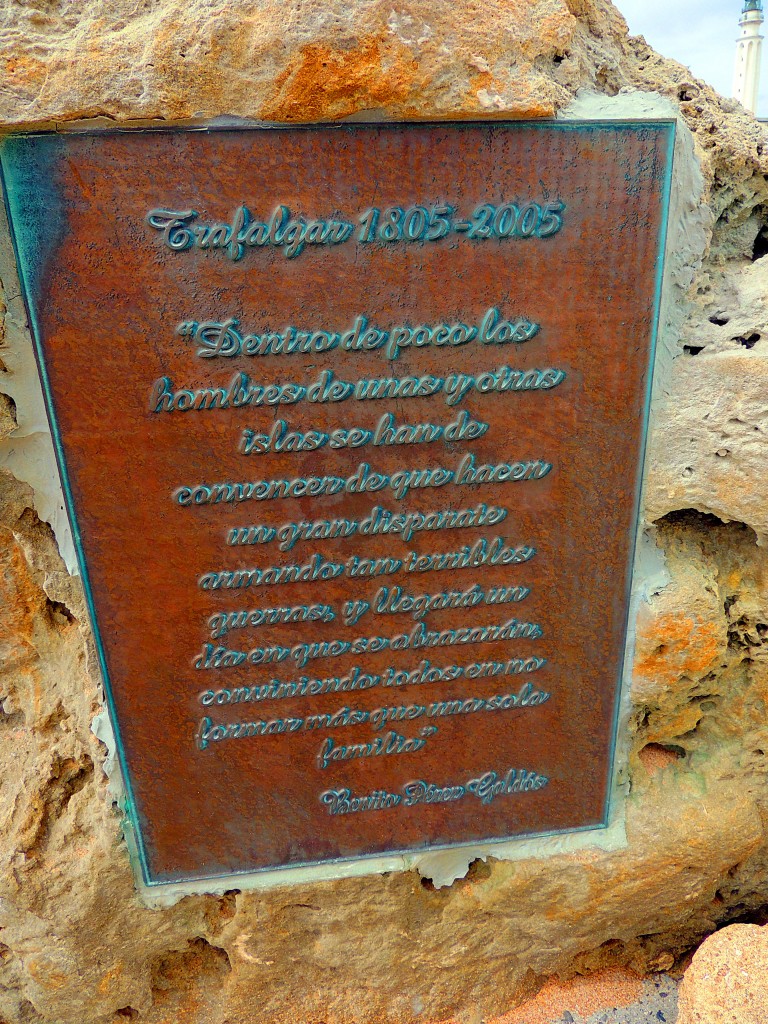 Trafalgar 1805-2005
"Dentro de poco los
hombres de unas y otras
islas se han de
convencer de que hacen
un gran disparate
armando tan terribles
guerras, y llegará un
día en que se abrazarán,
conviniendo todos en no
formar más que una sola
familia"
Benito Pérez Galdós